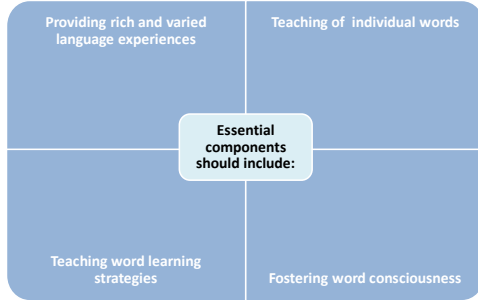 Providing rich and varied
language experiences
Teaching of individual words
Essential
components
should include:
Teaching word learning
strategies
Fostering word consciousness